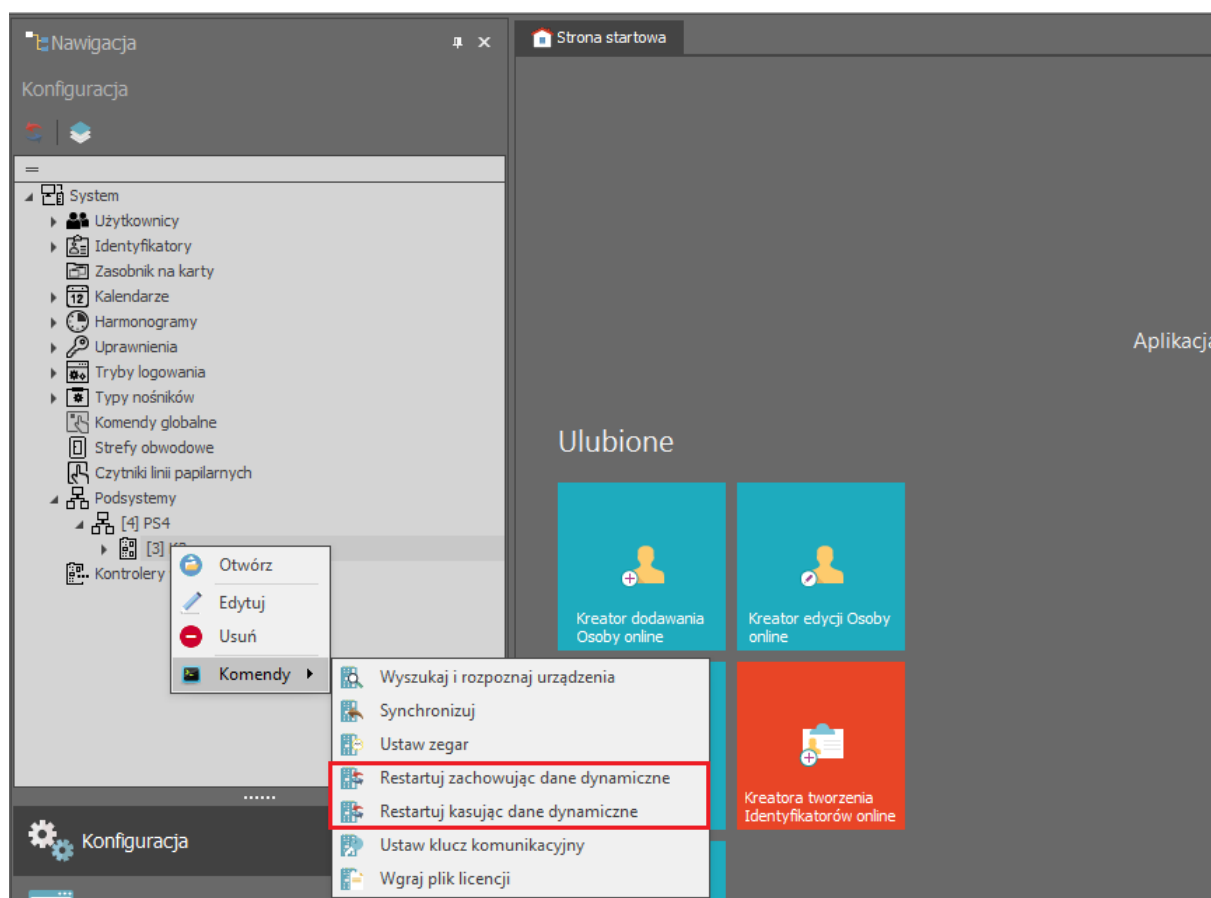 Nawigacja
Konfiguracja
System
Użytkownicy
Identyfikatory
Zasobnik na karty
Kalendarze
Harmonogramy
Uprawnienia
Tryby logowania
Typy nośników
Komendy globalne
Strefy obwodowe
Czytniki linii papilarnych
Podsystemy
[4] PS4
[3]
Kontrolery
Otwórz
Edytuj
Usuń
Komendy
Wyszukaj i rozpoznaj urządzenia
Synchronizuj
Ustaw zegar
Restartuj zachowując dane dynamiczne
Restartuj kasując dane dynamiczne
Ustaw klucz komunikacyjny
Wgraj plik licencji
Konfiguracja
Strona startowa
Aplikacja
Ulubione
Kreator dodawania
Osoby online
Kreator edycji Osoby
online
Kreatora tworzenia
Identyfikatorów online